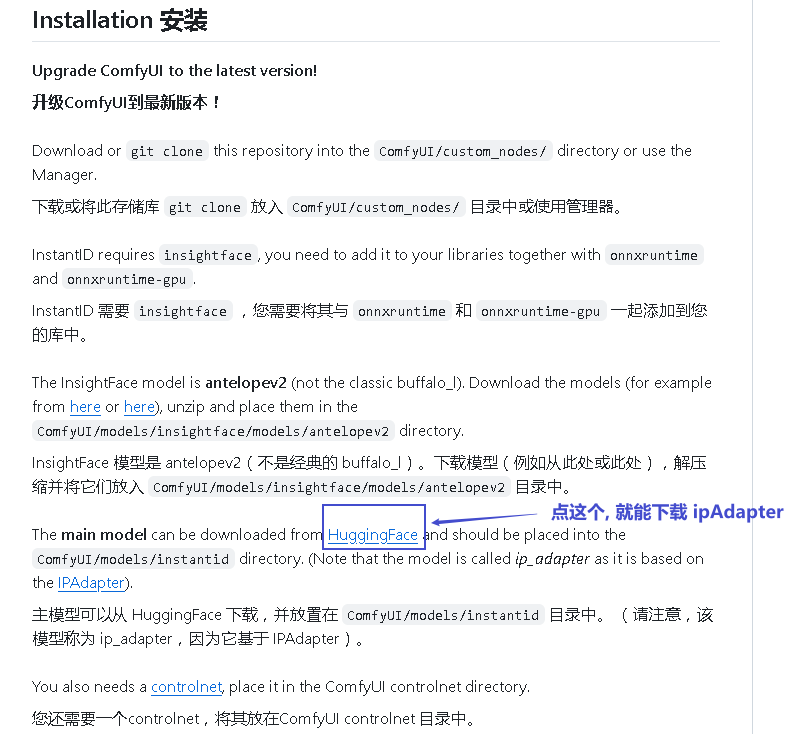 Installation 安装
Upgrade ComfyUI to the latest version!
升级ComfyUI到最新版本！
Download or git clone this repository into the ComfyUI/custom_nodes/ directory or use the
Manager.
下载或将此存储库 git clone 放入 ComfyUI/custom_nodes/ 目录中或使用管理器。
InstantID requires insightface, you need to add it to your libraries together with onnxruntime
and onnxruntime-gpu.
InstantID 需要 insightface ，您需要将其与 onnxruntime 和 onnxruntime-gpu 一起添加到您
的库中。
The InsightFace model is antelopev2 (not the classic buffalo_l). Download the models (for example
from here or here), unzip and place them in the
ComfyUI/models/insightface/models/antelopev2 directory.
InsightFace 模型是 antelopev2（不是经典的 buffalo_l）。下载模型（例如从此处或此处），解压
缩并将它们放入 ComfyUI/models/insightface/models/antelopev2 目录中。
点这个, 就能下载 ipAdapter
The main model can be downloaded from HuggingFace and should be placed into the
ComfyUI/models/instantid directory. (Note that the model is called ip_adapter as it is based on
the IPAdapter).
主模型可以从 HuggingFace 下载，并放置在 ComfyUI/models/instantid 目录中。（请注意，该
模型称为 ip_adapter，因为它基于 IPAdapter）。
You also needs a controlnet, place it in the ComfyUI controlnet directory.
您还需要一个controlnet，将其放在ComfyUI controlnet 目录中。